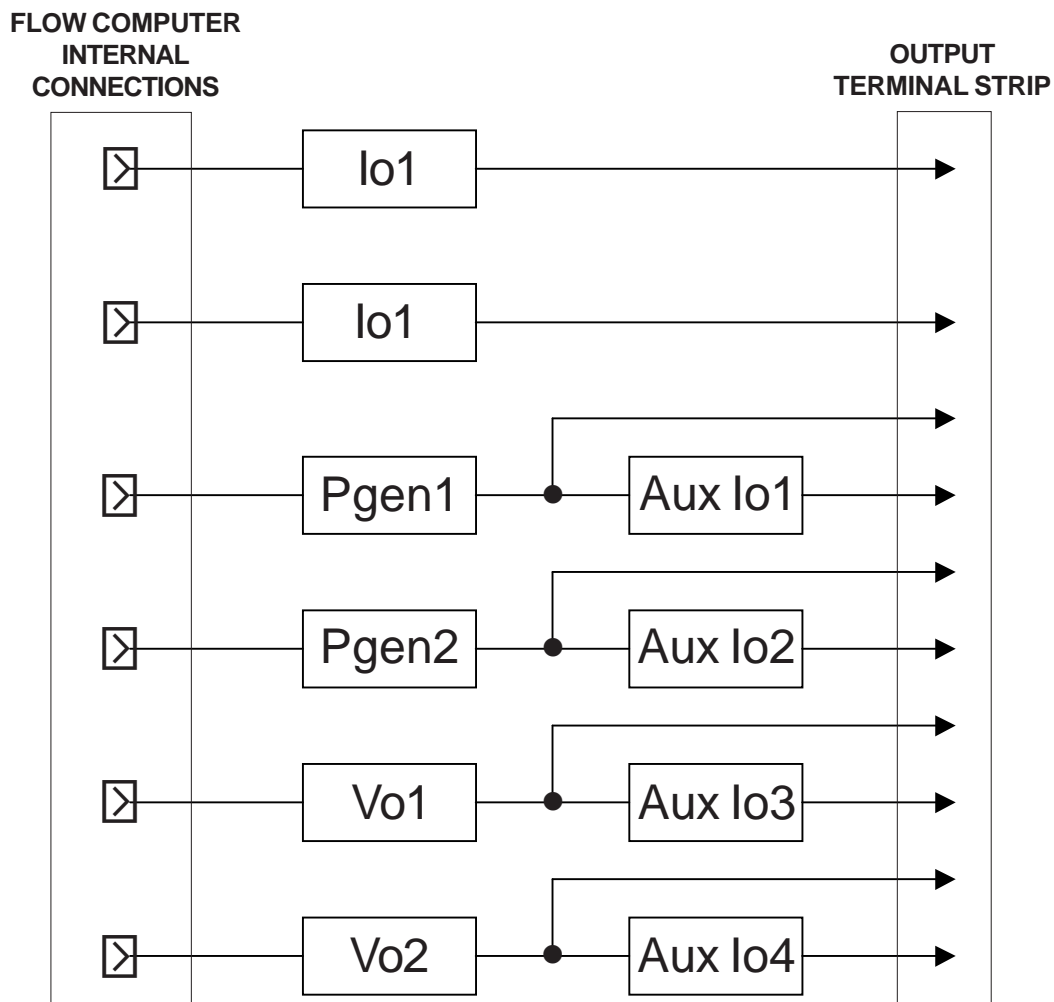 FLOW COMPUTER
INTERNAL
CONNECTIONS
OUTPUT
TERMINAL STRIP
Io1
Io1
Pgen1
Aux Io1
Pgen2
Aux Io2
Vo1
Aux Io3
Vo2
Aux Io4